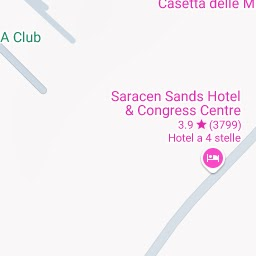 Casetta delle M
A Club
Saracen Sands Hotel
& Congress Centre
3.9 ★ (3799)
Hotel a 4 stelle